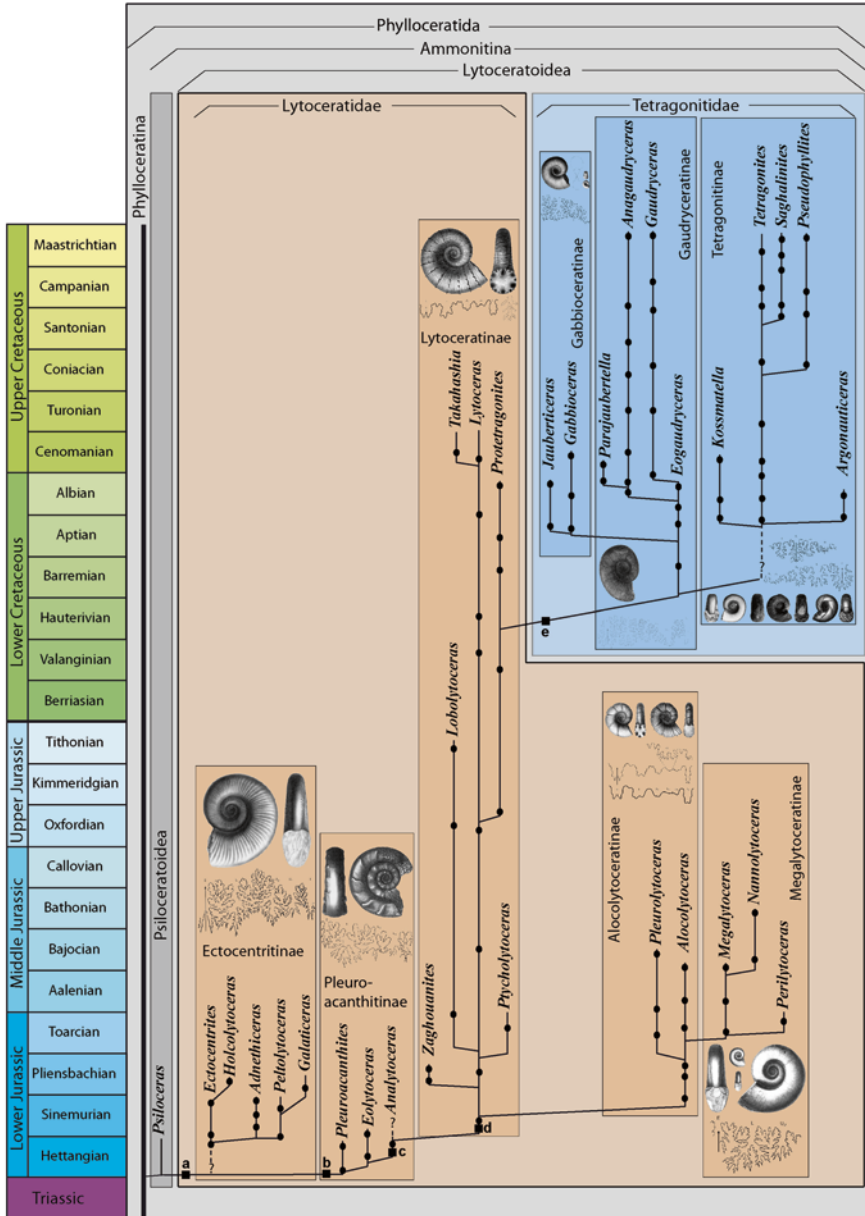 Phylloceratida
Ammonitina
Lytoceratoidea
Lytoceratidae
Tetragonitidae
Phylloceratina
Psiloceratoidea
Psiloceras
Upper Cretaceous
Maastrichtian
Campanian
Santonian
Coniacian
Turonian
Cenomanian
Lower Cretaceous
Albian
Aptian
Barremian
Hauterivian
Valanginian
Berriasian
Upper Jurassic
Tithonian
Kimmeridgian
Oxfordian
Middle Jurassic
Callovian
Bathonian
Bajocian
Aalenian
Lower Jurassic
Toarcian
Pliensbachian
Sinemurian
Hettangian
Triassic
Ectocentritinae
Ectocentrites
Holcolytoceras
Adnethiceras
Peltolytoceras
Galaticeras
?
a
Pleuro-
acanthitinae
Pleuroacanthites
Eolytoceras
Analytoceras
?
b
c
Lytoceratinae
Takahashia
Lytoceras
Protetragonites
Lobolytoceras
Zaghouanites
Ptycholytoceras
d
Alocolytoceratinae
Pleurolytoceras
Alocolytoceras
Megalytoceratinae
Megalytoceras
Nannolytoceras
Perilytoceras
e
Gabbioceratinae
Jauberticeras
Gabbioceras
Gaudryceratinae
Parajaubertella
Anagaudryceras
Gaudryceras
Eogaudryceras
Tetragonitinae
Kossmatella
Tetragonites
Saghalinites
Pseudophyllites
Argonauticeras
?